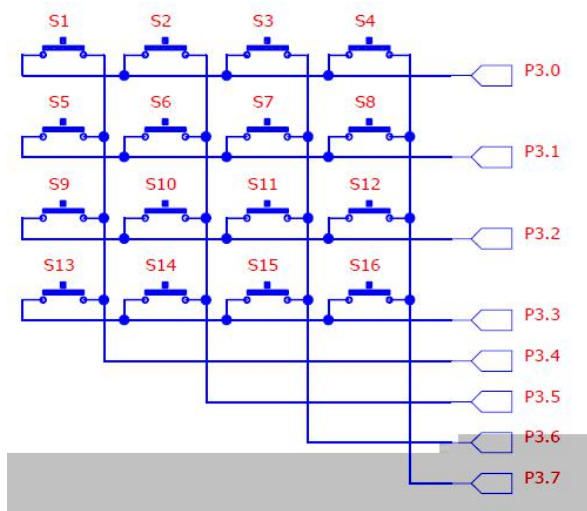 S1 S2 S3 S4
P3.0
S5 S6 S7 S8
P3.1
S9 S10 S11 S12
P3.2
S13 S14 S15 S16
P3.3
P3.4
P3.5
P3.6
P3.7